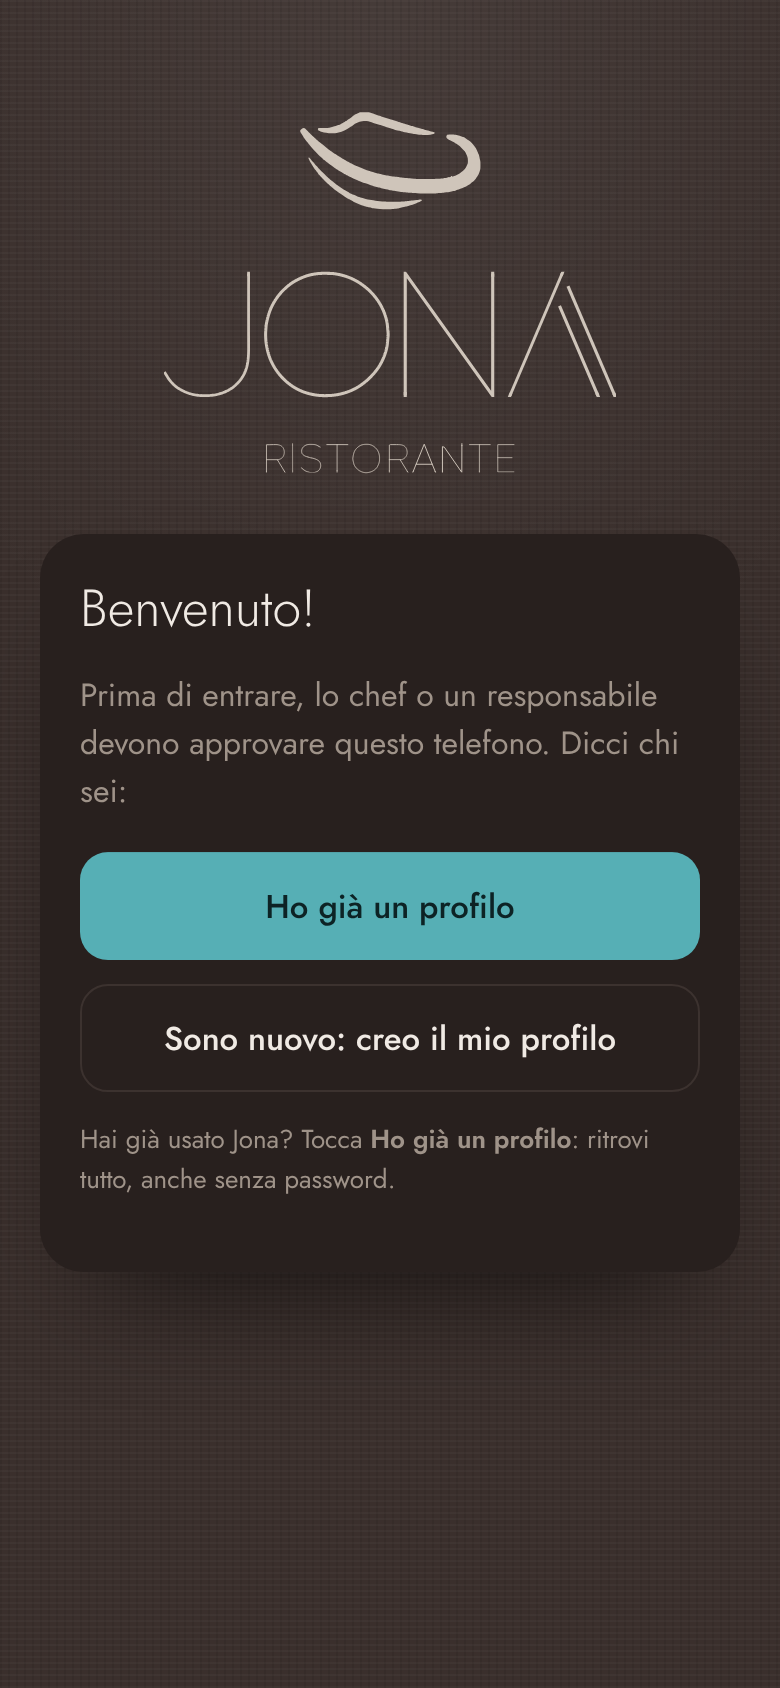 JONA
RISTORANTE
Benvenuto!
Prima di entrare, lo chef o un responsabile
devono approvare questo telefono. Dicci chi
sei:
Ho già un profilo
Sono nuovo: creo il mio profilo
Hai già usato Jona? Tocca Ho già un profilo: ritrovi
tutto, anche senza password.